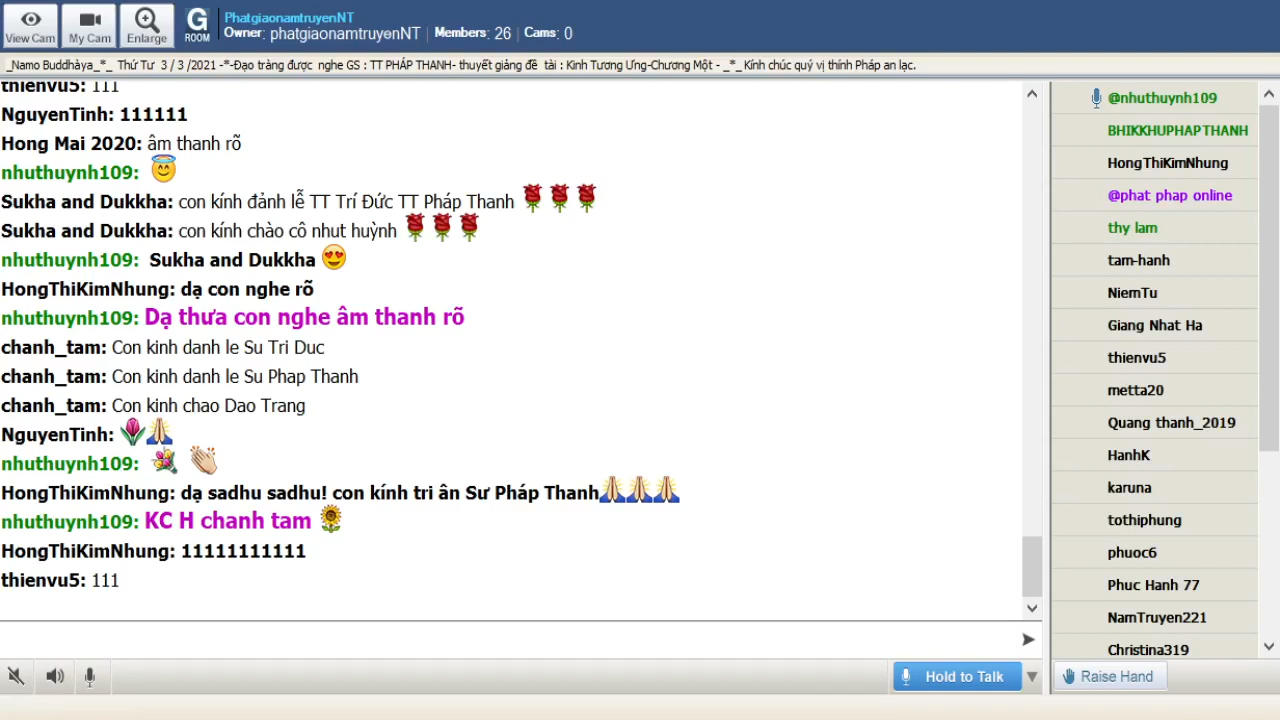 View Cam
My Cam
Enlarge
G
ROOM
PhatgiaonamtruyenNT
Owner: phatgiaonamtruyenNT | Members: 26 | Cams: 0
_Namo Buddhàya_*_ Thứ Tư 3 / 3 /2021 -*-Đạo tràng được nghe GS : TT PHÁP THANH- thuyết giảng đề tài : Kinh Tương Ưng-Chương Một - _*_ Kính chúc quý vị thính Pháp an lạc.
thienvu5: 111
NguyenTinh: 111111
Hong Mai 2020: âm thanh rõ
nhuthuynh109:
Sukha and Dukkha: con kính đảnh lễ TT Trí Đức TT Pháp Thanh
Sukha and Dukkha: con kính chào cô nhut huỳnh
nhuthuynh109: Sukha and Dukkha
HongThiKimNhung: dạ con nghe rõ
nhuthuynh109: Dạ thưa con nghe âm thanh rõ
chanh_tam: Con kinh danh le Su Tri Duc
chanh_tam: Con kinh danh le Su Phap Thanh
chanh_tam: Con kinh chao Dao Trang
NguyenTinh:
nhuthuynh109:
HongThiKimNhung: dạ sadhu sadhu! con kính tri ân Sư Pháp Thanh
nhuthuynh109: KC H chanh tam
HongThiKimNhung: 11111111111
thienvu5: 111
Hold to Talk
@nhuthuynh109
BHIKKHUPHAPTHANH
HongThiKimNhung
@phat phap online
thy lam
tam-hanh
NiemTu
Giang Nhat Ha
thienvu5
metta20
Quang thanh_2019
HanhK
karuna
tothiphung
phuoc6
Phuc Hanh 77
NamTruyen221
Christina319
Raise Hand